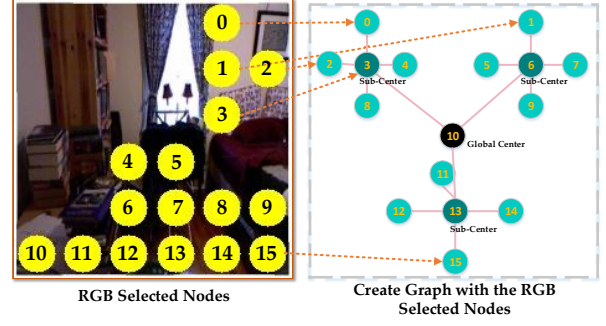 0
1 2
3
4 5
6 7 8 9
10 11 12 13 14 15
RGB Selected Nodes
0 1
2 3 4 5 6 7
Sub-Center Sub-Center
8 9
10
Global Center
11
12 13 14
Sub-Center
15
Create Graph with the RGB
Selected Nodes